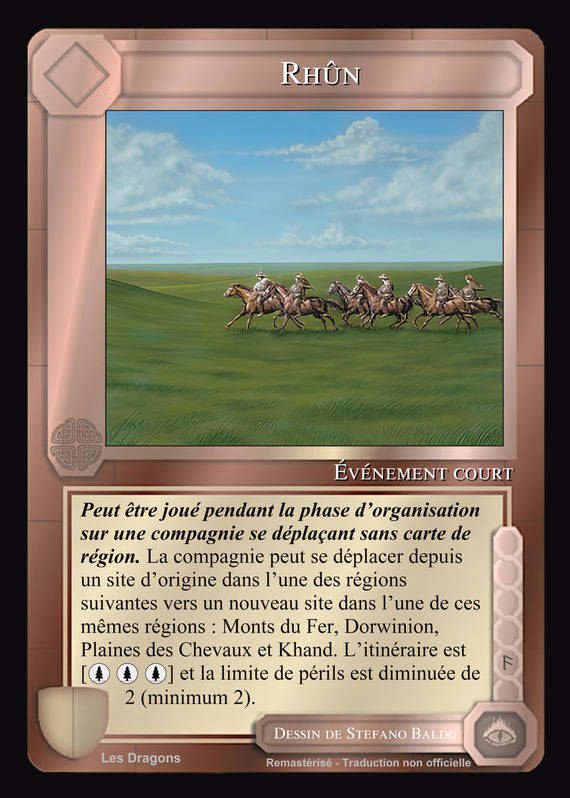 Rhûn
Événement court
Peut être joué pendant la phase d'organisation
sur une compagnie se déplaçant sans carte de
région. La compagnie peut se déplacer depuis
un site d'origine dans l'une des régions
suivantes vers un nouveau site dans l'une de ces
mêmes régions : Monts du Fer, Dorwinion,
Plaines des Chevaux et Khand. L'itinéraire est
[   ] et la limite de périls est diminuée de
2 (minimum 2).
Dessin de Stefano Baldo
Les Dragons
Remastérisé - Traduction non officielle